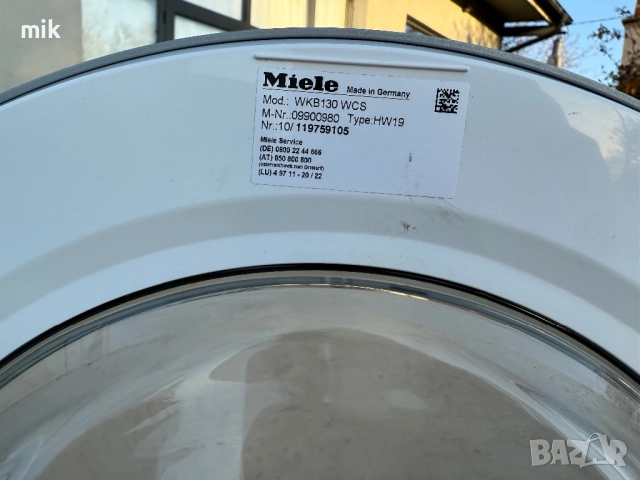 mik
Miele Made in Germany
Mod.: WKB130 WCS
M-Nr.:09900980 Type:HW19
Nr.:10/ 119759105
Miele Service
(DE) 0800 22 44 666
(AT) 050 800 800
(LU) 4 97 11 - 20 / 22
BAZAR